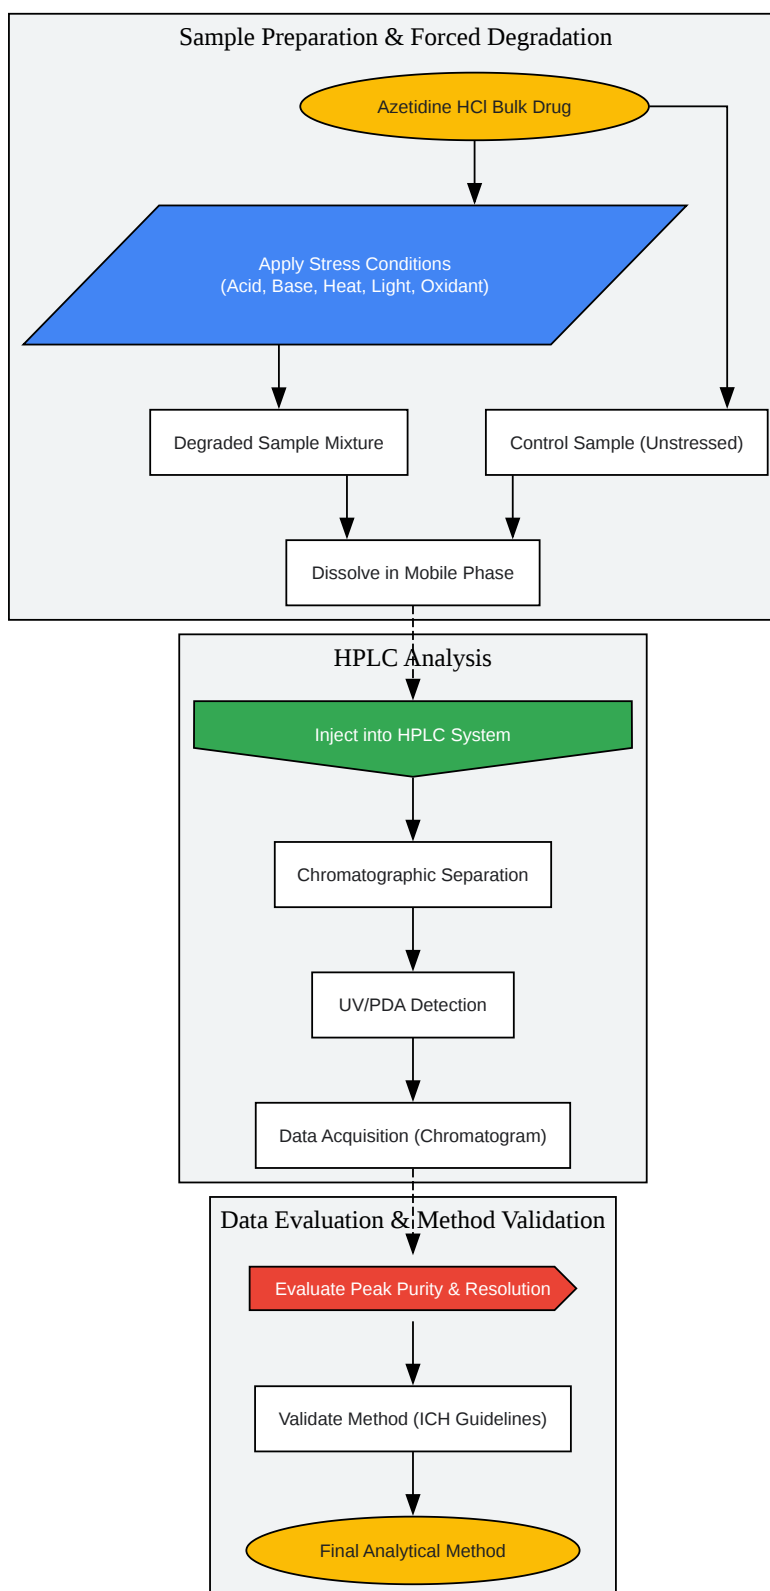 Sample Preparation & Forced Degradation
Azetidine HCl Bulk Drug
Apply Stress Conditions
(Acid, Base, Heat, Light, Oxidant)
Degraded Sample Mixture
Control Sample (Unstressed)
Dissolve in Mobile Phase
HPLC Analysis
Inject into HPLC System
Chromatographic Separation
UV/PDA Detection
Data Acquisition (Chromatogram)
Data Evaluation & Method Validation
Evaluate Peak Purity & Resolution
Validate Method (ICH Guidelines)
Final Analytical Method